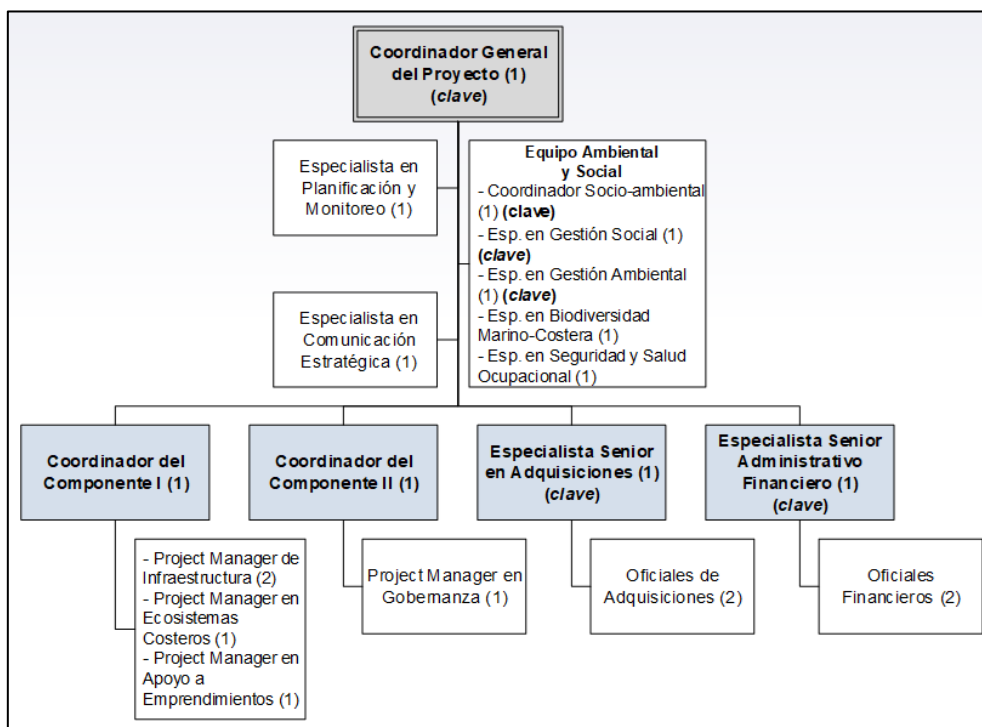 Coordinador General
del Proyecto (1)
(clave)
Especialista en
Planificación y
Monitoreo (1)
Equipo Ambiental
y Social
- Coordinador Socio-ambiental
(1) (clave)
- Esp. en Gestión Social (1)
(clave)
- Esp. en Gestión Ambiental
(1) (clave)
- Esp. en Biodiversidad
Marino-Costera (1)
- Esp. en Seguridad y Salud
Ocupacional (1)
Especialista en
Comunicación
Estratégica (1)
Coordinador del
Componente I (1)
Coordinador del
Componente II (1)
Especialista Senior
en Adquisiciones (1)
(clave)
Especialista Senior
Administrativo
Financiero (1)
(clave)
- Project Manager de
Infraestructura (2)
- Project Manager en
Ecosistemas
Costeros (1)
- Project Manager en
Apoyo a
Emprendimientos (1)
Project Manager en
Gobernanza (1)
Oficiales de
Adquisiciones (2)
Oficiales
Financieros (2)